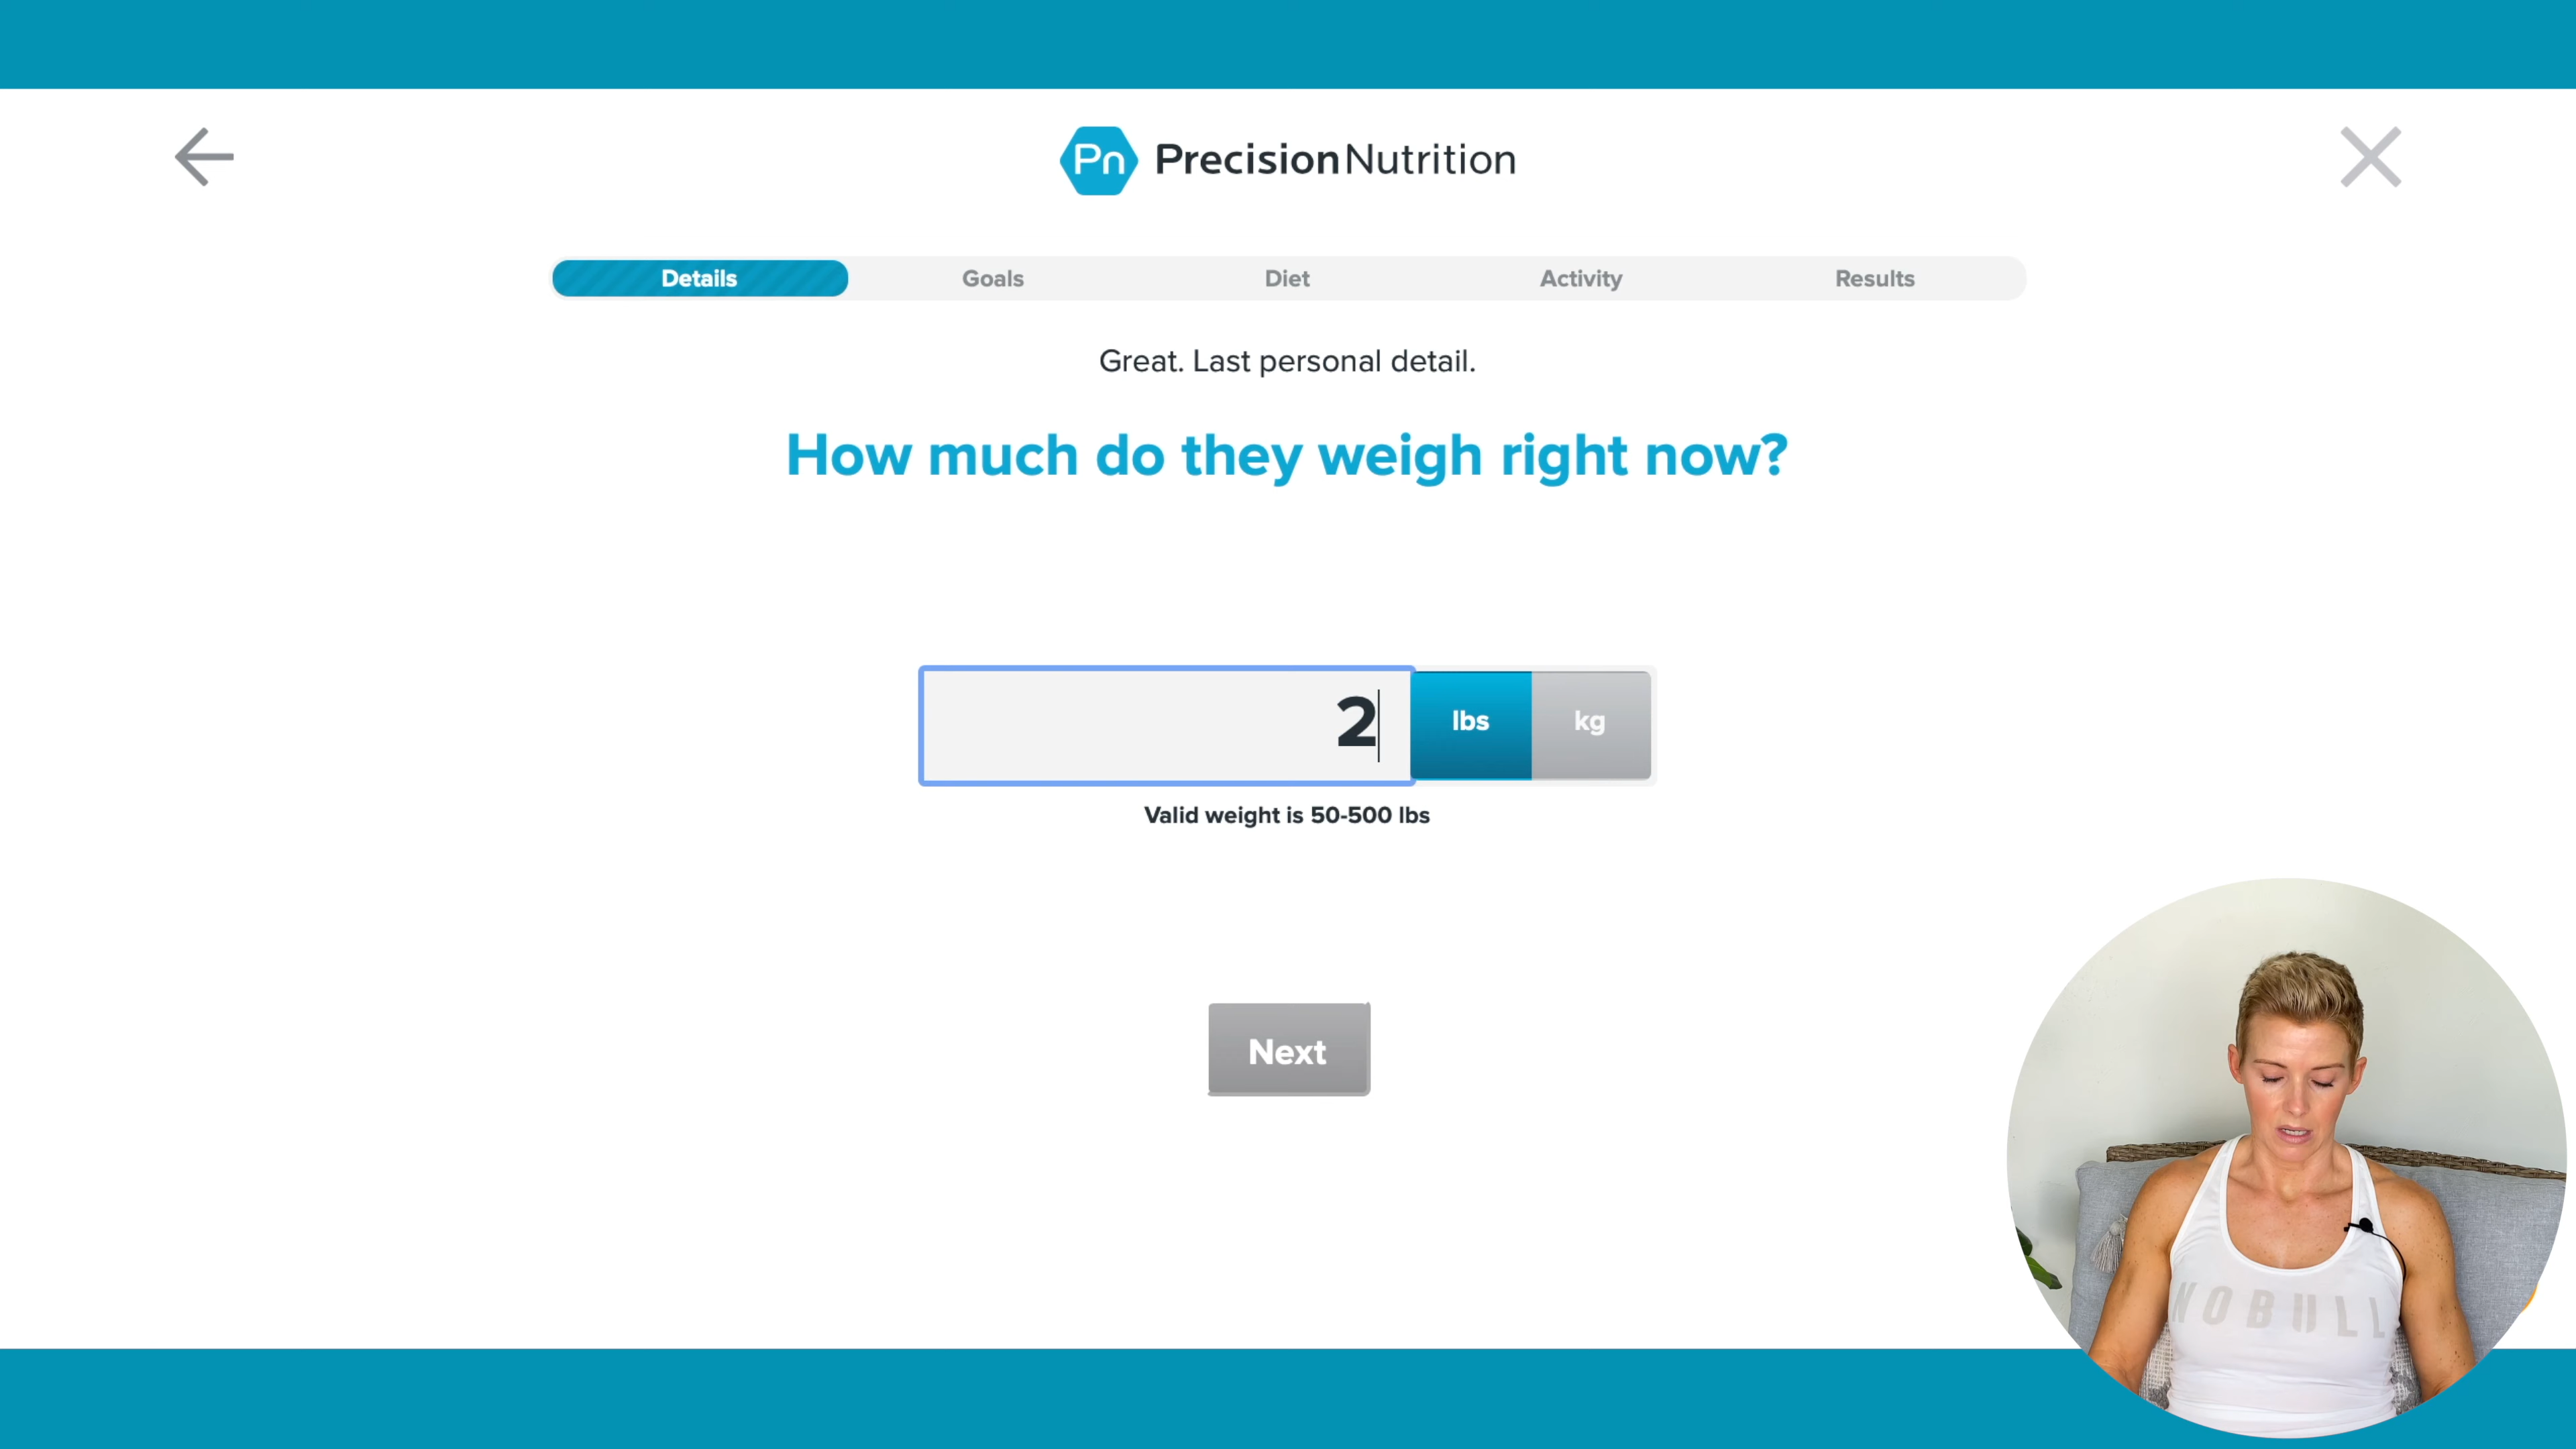 Pn PrecisionNutrition
Details Goals Diet Activity Results
Great. Last personal detail.
How much do they weigh right now?
2 lbs kg
Valid weight is 50-500 lbs
Next
NOBULL